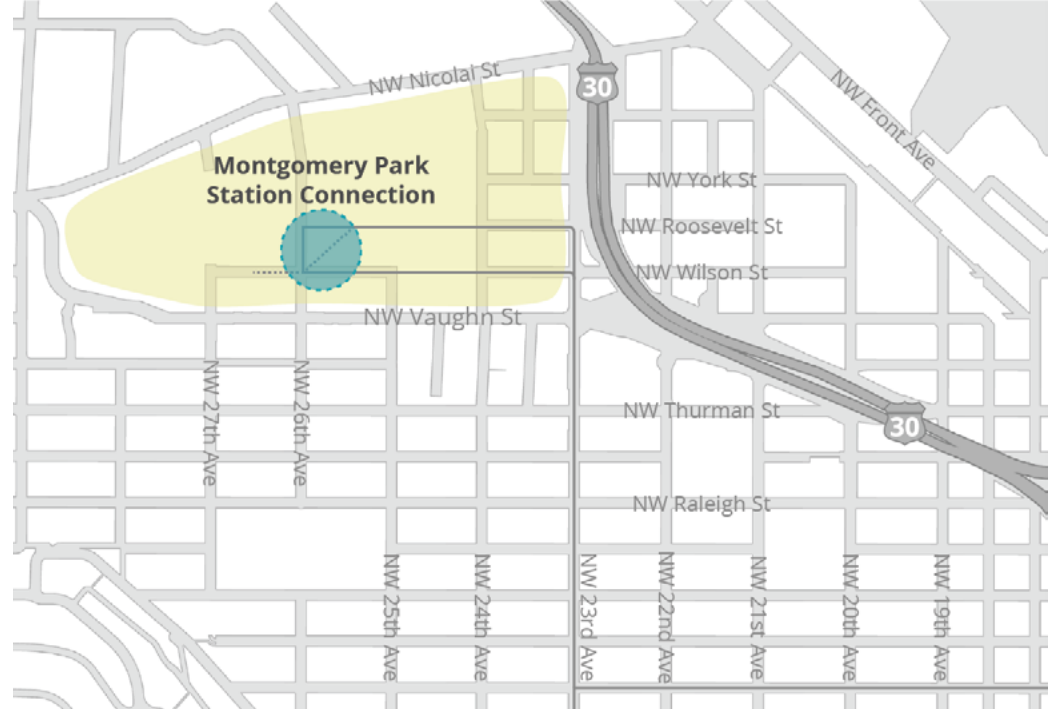 NW Nicolai St
30
NW Front Ave
Montgomery Park
Station Connection
NW York St
NW Roosevelt St
NW Wilson St
NW Vaughn St
NW 27th Ave
NW 26th Ave
NW Thurman St
30
NW Raleigh St
NW 25th Ave
NW 24th Ave
NW 23rd Ave
NW 22nd Ave
NW 21st Ave
NW 20th Ave
NW 19th Ave